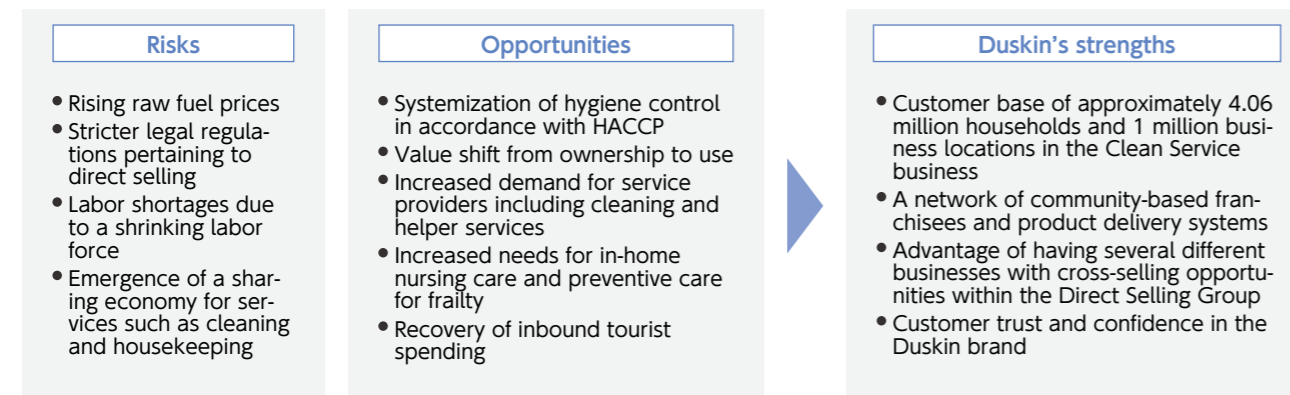 Risks
• Rising raw fuel prices
• Stricter legal regula-
tions pertaining to
direct selling
• Labor shortages due
to a shrinking labor
force
• Emergence of a shar-
ing economy for ser-
vices such as cleaning
and housekeeping
Opportunities
• Systemization of hygiene control
in accordance with HACCP
• Value shift from ownership to use
• Increased demand for service
providers including cleaning and
helper services
• Increased needs for in-home
nursing care and preventive care
for frailty
• Recovery of inbound tourist
spending
Duskin's strengths
• Customer base of approximately 4.06
million households and 1 million busi-
ness locations in the Clean Service
business
• A network of community-based fran-
chisees and product delivery systems
• Advantage of having several different
businesses with cross-selling opportu-
nities within the Direct Selling Group
• Customer trust and confidence in the
Duskin brand